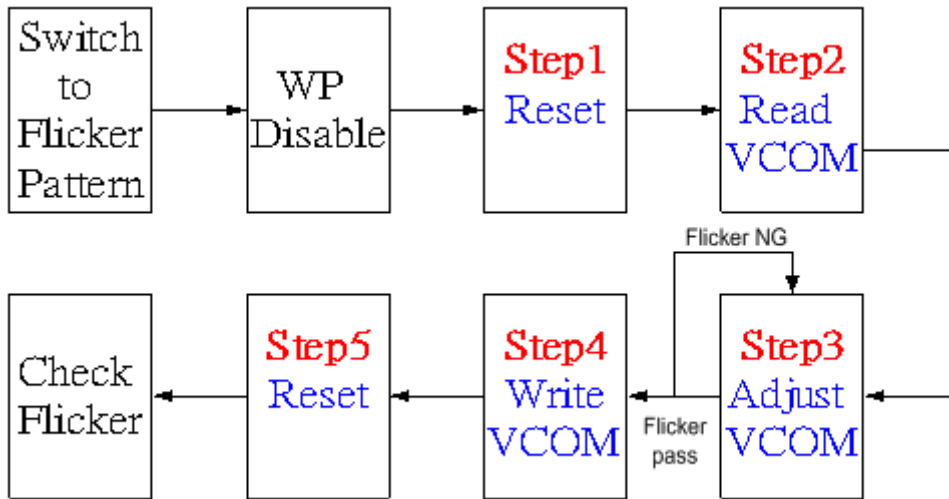 Switch
to
Flicker
Pattern
WP
Disable
Step1
Reset
Step2
Read
VCOM
Flicker NG
Check
Flicker
Step5
Reset
Step4
Write
VCOM
Flicker
pass
Step3
Adjust
VCOM